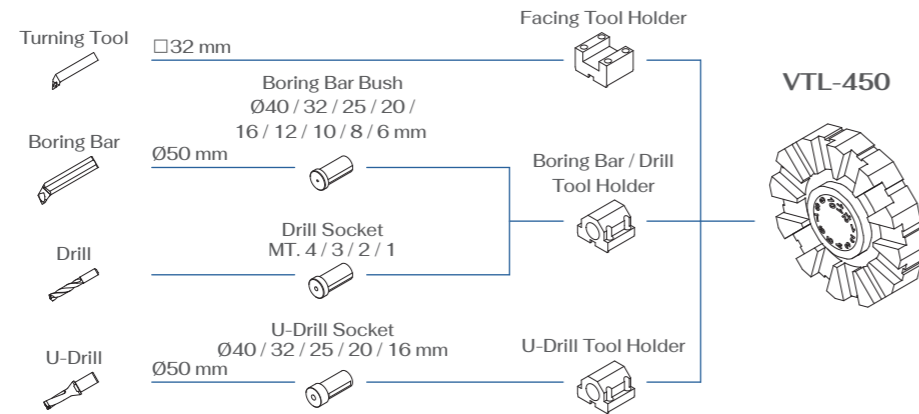 Facing Tool Holder
Turning Tool
□32 mm
VTL-450
Boring Bar Bush
Ø40 / 32 / 25 / 20 /
16 / 12 / 10 / 8 / 6 mm
Boring Bar
Ø50 mm
Boring Bar / Drill
Tool Holder
Drill Socket
MT. 4 / 3 / 2 / 1
Drill
U-Drill Socket
Ø40 / 32 / 25 / 20 / 16 mm
U-Drill Tool Holder
U-Drill
Ø50 mm